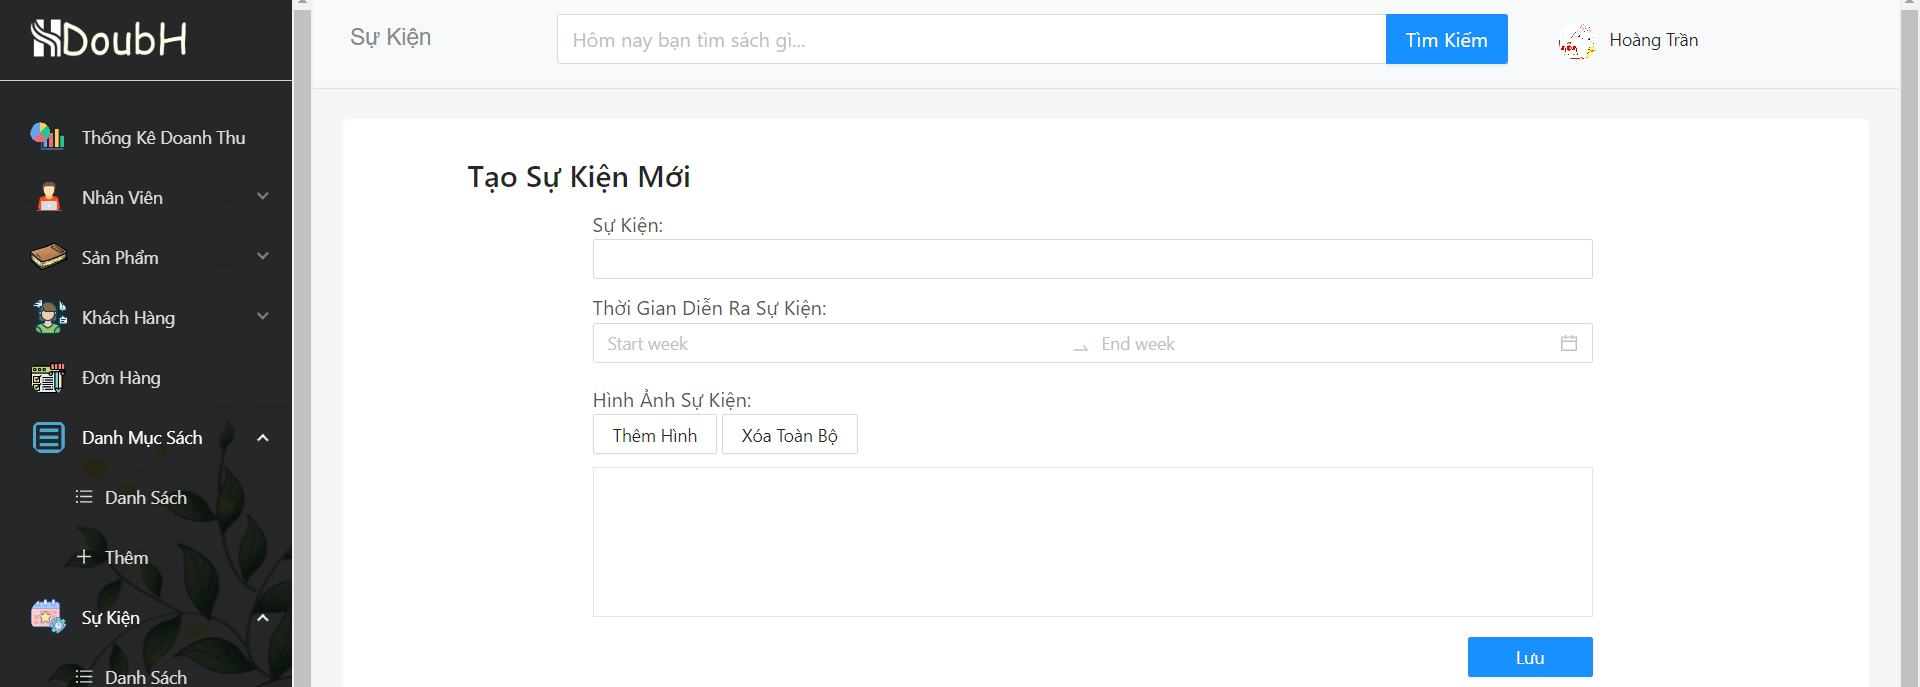 DoubH
Thống Kê Doanh Thu
Nhân Viên
Sản Phẩm
Khách Hàng
Đơn Hàng
Danh Mục Sách
Danh Sách
Thêm
Sự Kiện
Danh Sách
Sự Kiện
Hôm nay bạn tìm sách gì...
Tìm Kiếm
Hoàng Trần
Tạo Sự Kiện Mới
Sự Kiện:
Thời Gian Diễn Ra Sự Kiện:
Start week
End week
Hình Ảnh Sự Kiện:
Thêm Hình
Xóa Toàn Bộ
Lưu